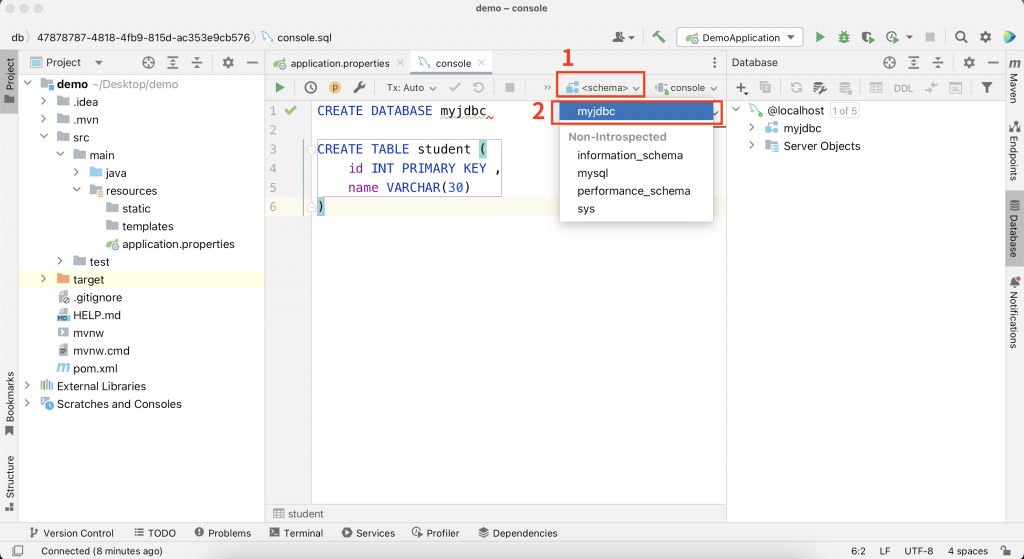 demo – console
db 47878787-4818-4fb9-815d-ac353e9cb576 console.sql
DemoApplication
Project
application.properties
console
Database
Tx: Auto
<schema>
console
DDL
1
2
demo ~/Desktop/demo
.idea
.mvn
src
main
java
resources
static
templates
application.properties
test
target
.gitignore
HELP.md
mvnw
mvnw.cmd
pom.xml
External Libraries
Scratches and Consoles
1 CREATE DATABASE myjdbc
2
3 CREATE TABLE student (
4 id INT PRIMARY KEY ,
5 name VARCHAR(30)
6 )
myjdbc
Non-Introspected
information_schema
mysql
performance_schema
sys
@localhost 1 of 5
myjdbc
Server Objects
Project
Bookmarks
Structure
Maven
Endpoints
Database
Notifications
student
Version Control
TODO
Problems
Terminal
Services
Profiler
Dependencies
Connected (8 minutes ago)
6:2 LF UTF-8 4 spaces